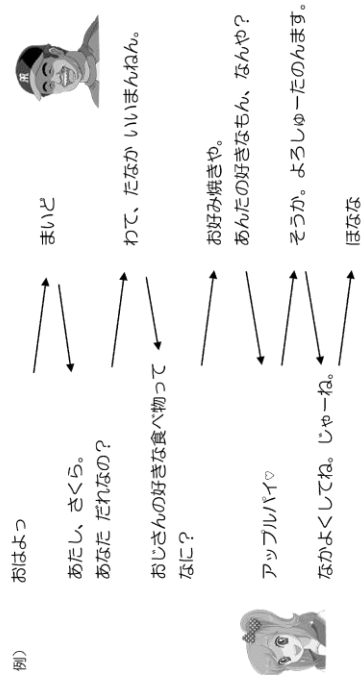 例）
おはよっ
まいど
あたし、さくら。
あなた だれなの？
わて、たなか いいまんねん。
おじさんの好きな食べ物って
なに？
お好み焼きや。
あんたの好きなもん、なんや？
アップルパイ♡
そうか。よろしゅーたのんます。
なかよくしてね。じゃーね。
ほなな